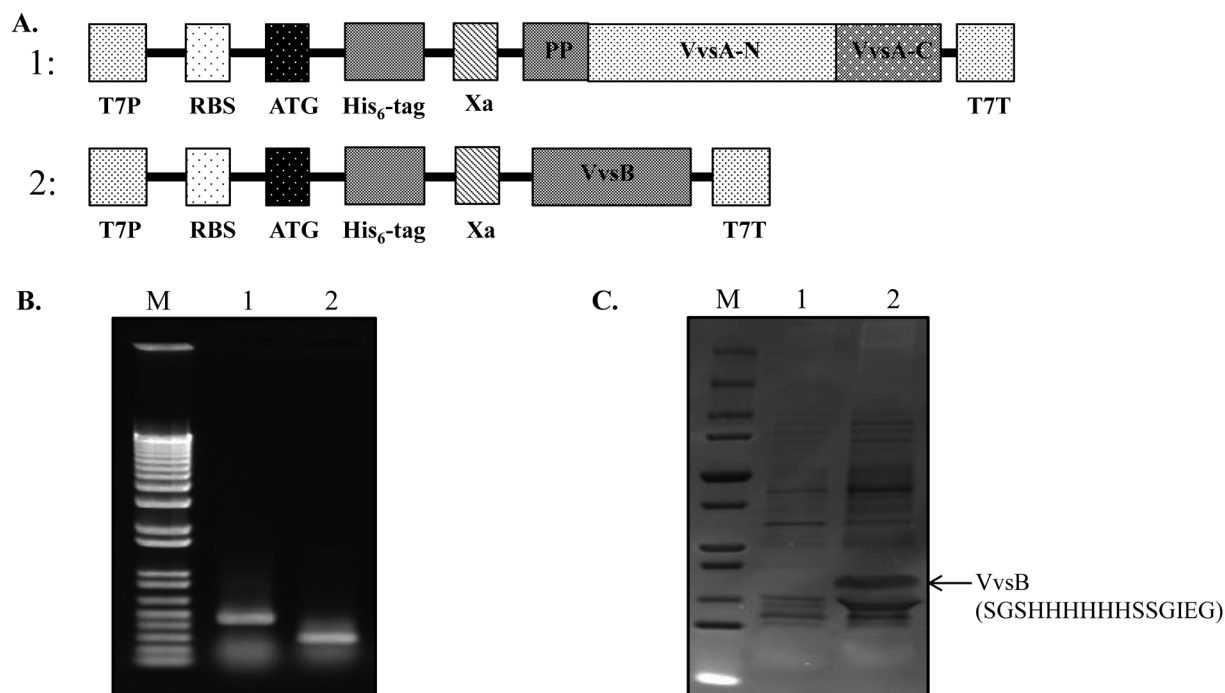 A.
1:
PP VvsA-N VvsA-C
T7P RBS ATG His₆-tag Xa T7T
2:
VvsB
T7P RBS ATG His₆-tag Xa T7T
B.
M 1 2
C.
M 1 2
VvsB
(SGSHHHHHHSSGIEG)